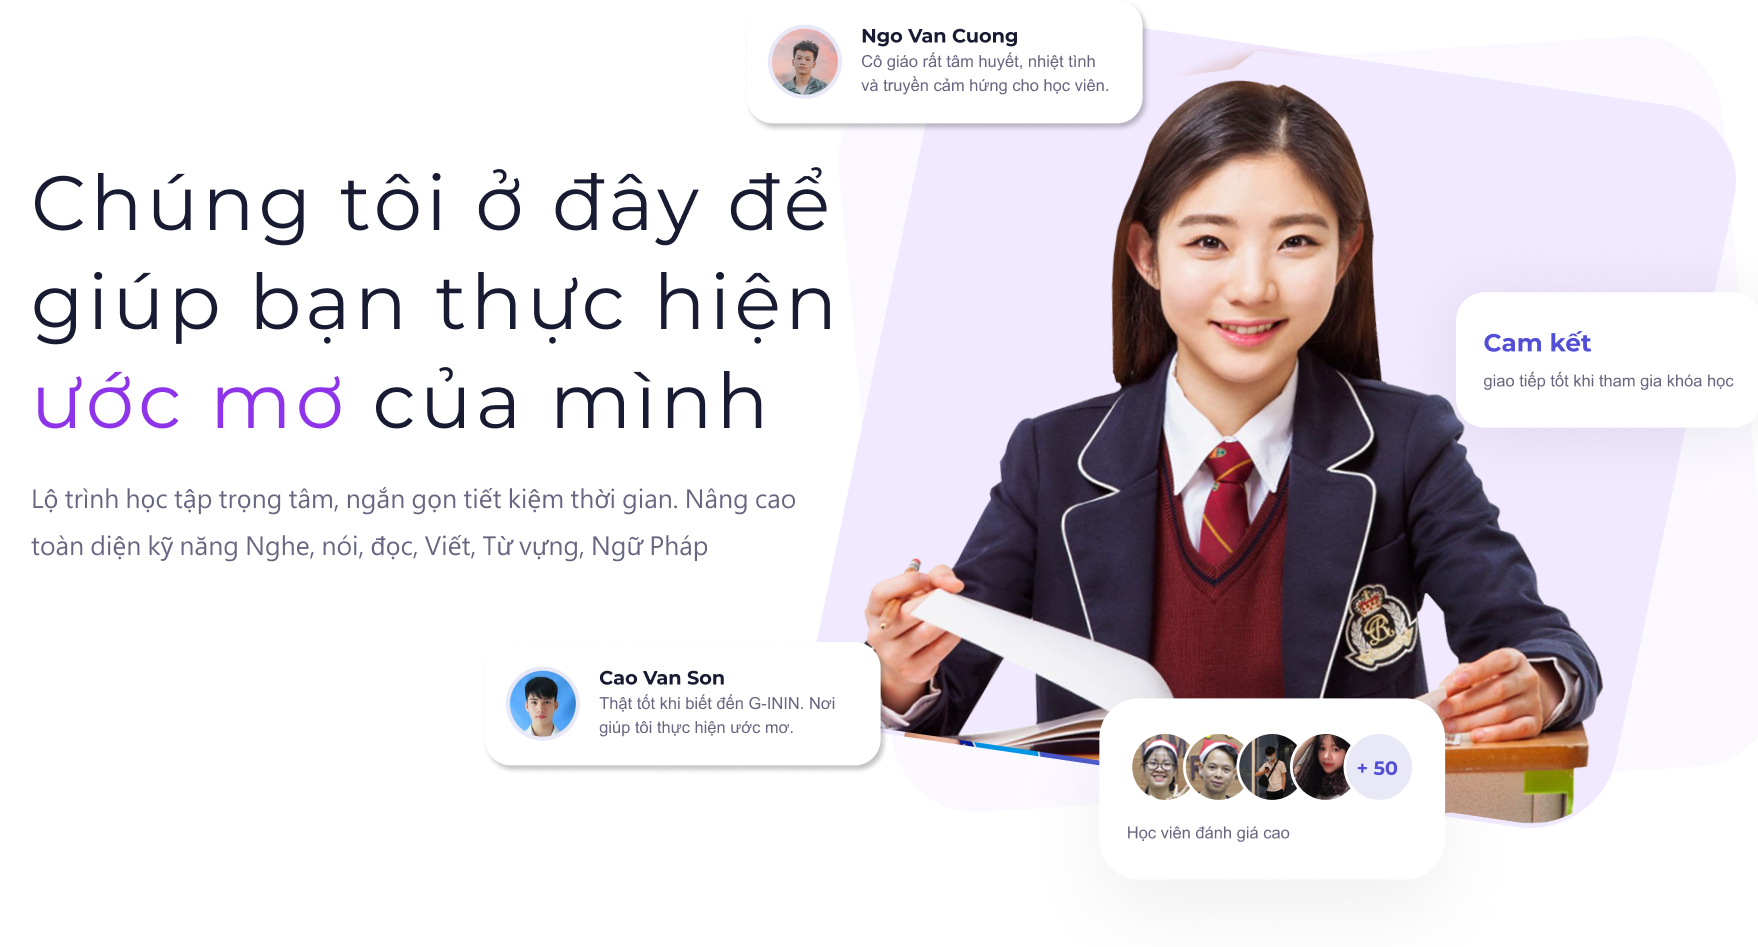 Ngo Van Cuong
Cô giáo rất tâm huyết, nhiệt tình
và truyền cảm hứng cho học viên.
Chúng tôi ở đây để
giúp bạn thực hiện
ước mơ của mình
Lộ trình học tập trọng tâm, ngắn gọn tiết kiệm thời gian. Nâng cao
toàn diện kỹ năng Nghe, nói, đọc, Viết, Từ vựng, Ngữ Pháp
Cam kết
giao tiếp tốt khi tham gia khóa học
Cao Van Son
Thật tốt khi biết đến G-ININ. Nơi
giúp tôi thực hiện ước mơ.
+ 50
Học viên đánh giá cao